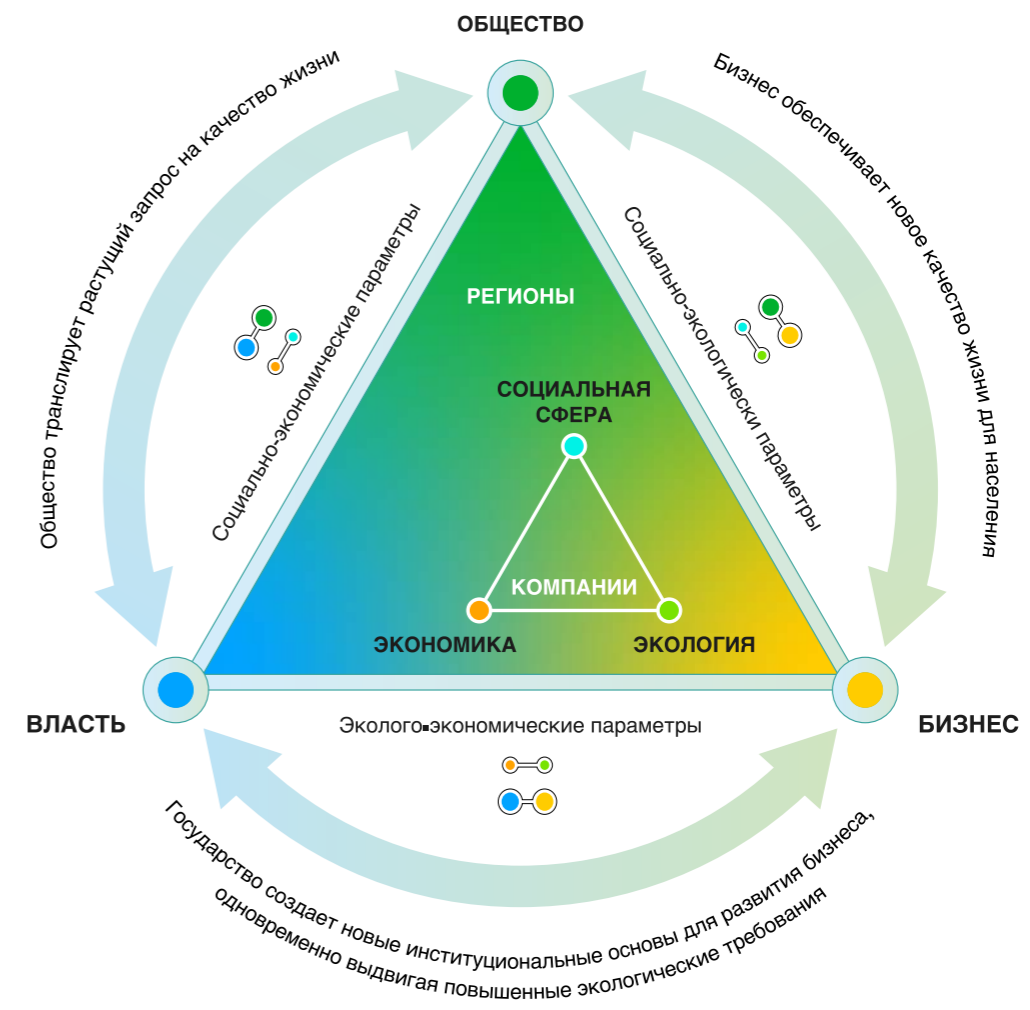 ОБЩЕСТВО
Общество транслирует растущий запрос на качество жизни
Бизнес обеспечивает новое качество жизни для населения
Социально-экономические параметры
Социально-экологически параметры
РЕГИОНЫ
СОЦИАЛЬНАЯ
СФЕРА
КОМПАНИИ
ЭКОНОМИКА
ЭКОЛОГИЯ
ВЛАСТЬ
БИЗНЕС
Эколого-экономические параметры
Государство создает новые институциональные основы для развития бизнеса,
одновременно выдвигая повышенные экологические требования